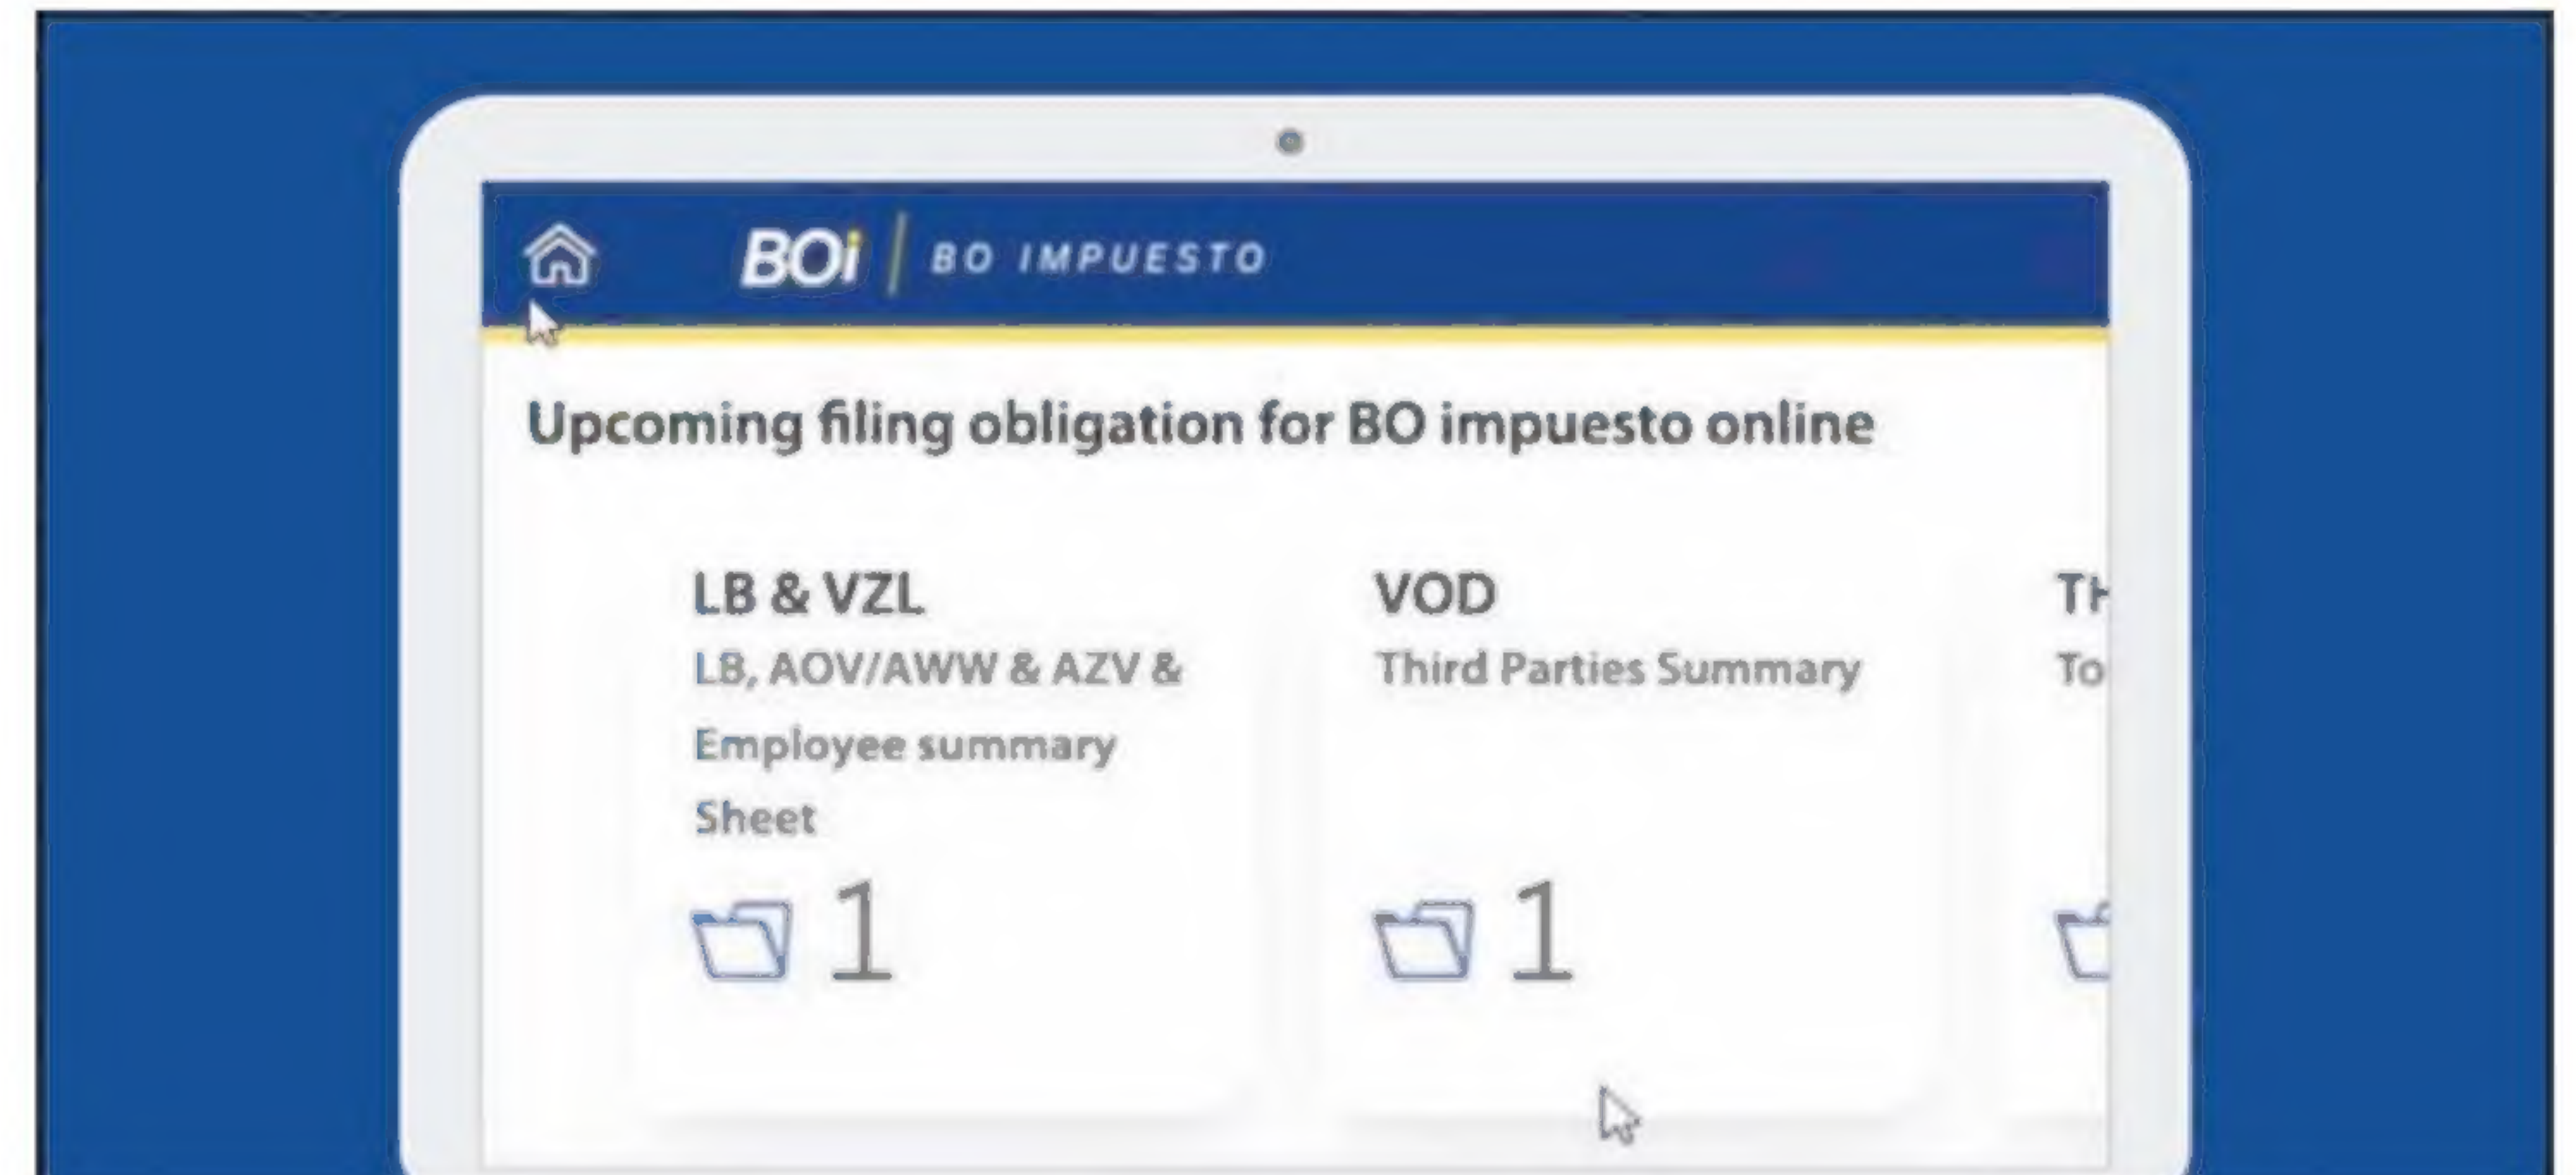 BOi | BO IMPUESTO
Upcoming filing obligation for BO impuesto online
LB & VZL
LB, AOV/AWW & AZV &
Employee summary
Sheet
1
VOD
Third Parties Summary
1
To